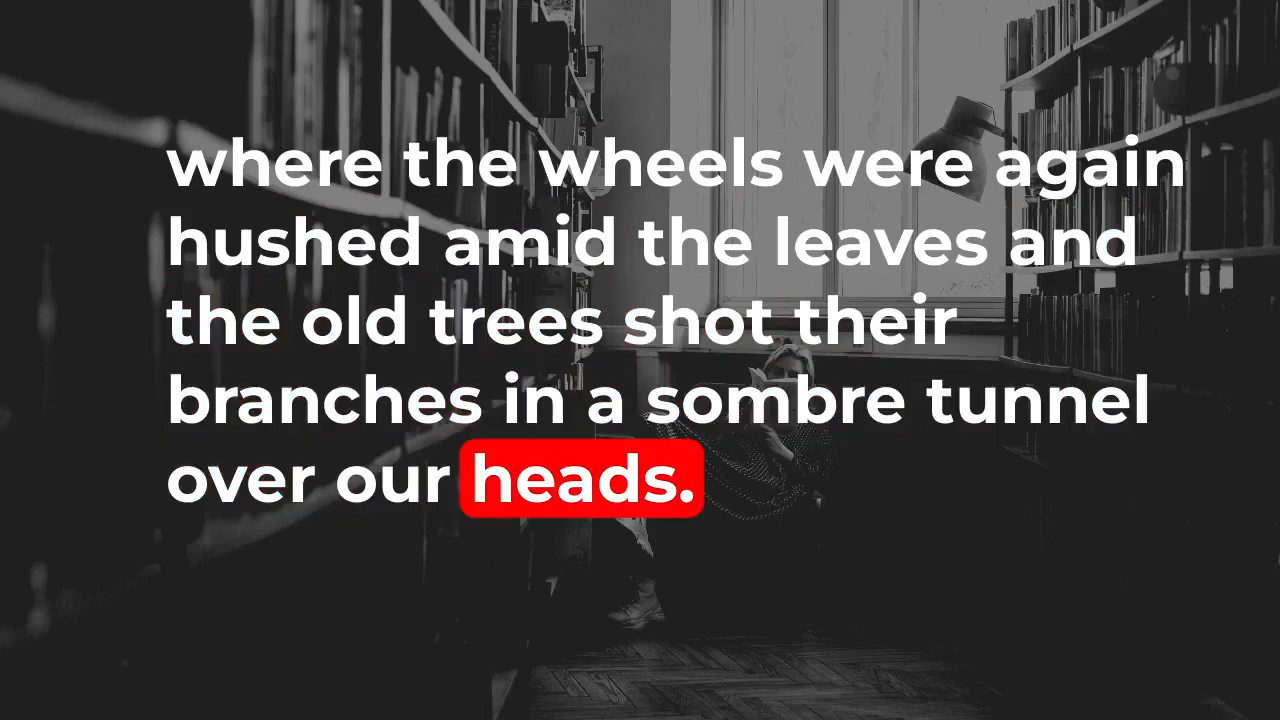 where the wheels were again
hushed amid the leaves and
the old trees shot their
branches in a sombre tunnel
over our heads.